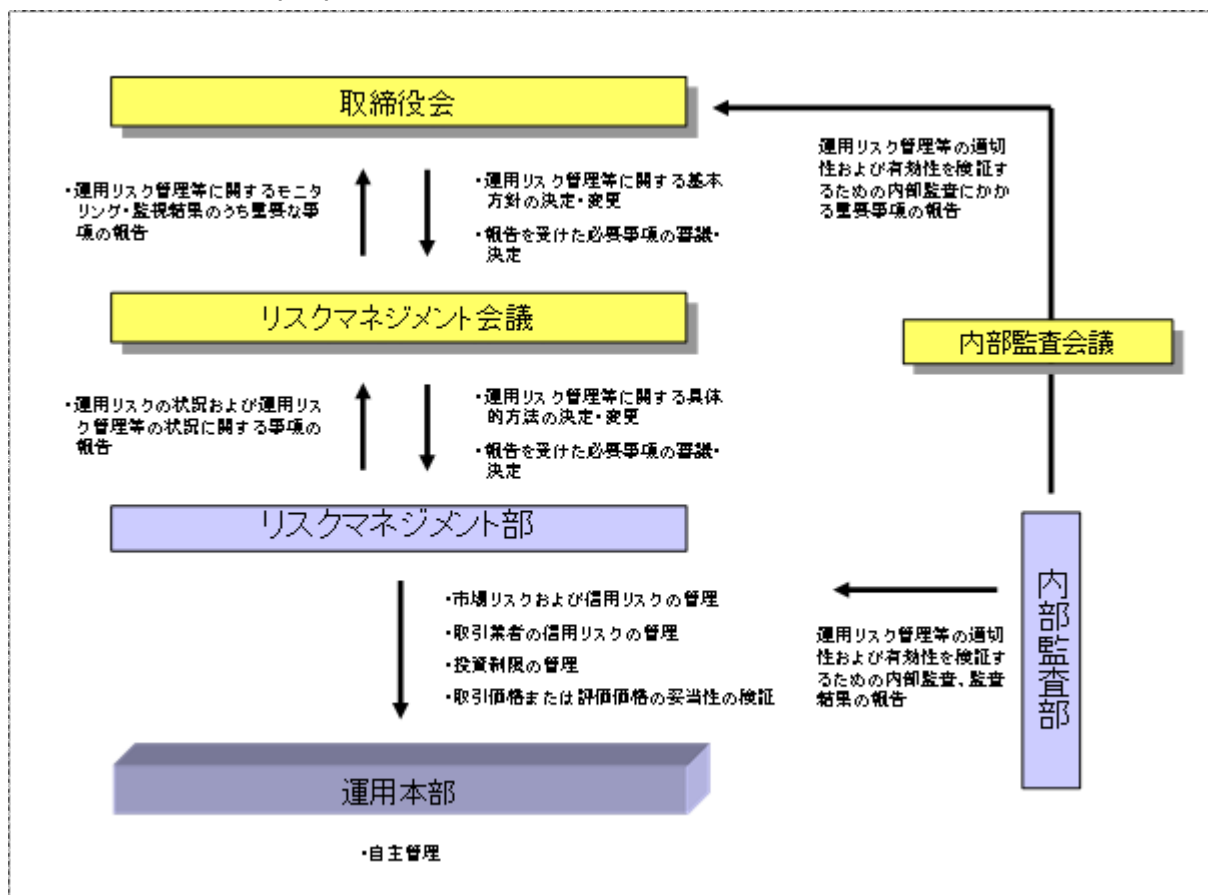 取締役会
・運用リスク管理等に関するモニ
タリング・監視結果のうち重要な事
項の報告
・運用リスク管理等に関する基本
方針の決定・変更
・報告を受けた必要事項の審議・
決定
運用リスク管理等の適切
性および有効性を検証す
るための内部監査にかか
る重要事項の報告
リスクマネジメント会議
内部監査会議
・運用リスクの状況および運用リス
ク管理等の状況に関する事項の
報告
・運用リスク管理等に関する具体
的方法の決定・変更
・報告を受けた必要事項の審議・
決定
リスクマネジメント部
・市場リスクおよび信用リスクの管理
・取引業者の信用リスクの管理
・投資制限の管理
・取引価格または評価価格の妥当性の検証
運用リスク管理等の適切
性および有効性を検証す
るための内部監査、監査
結果の報告
内部監査部
運用本部
・自主管理